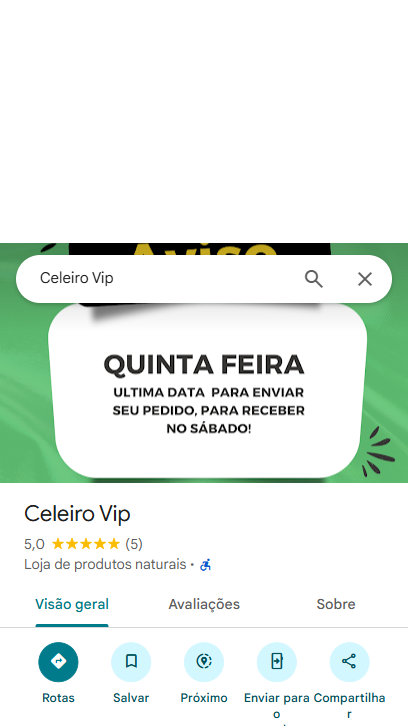 Aviso
Celeiro Vip
QUINTA FEIRA
ULTIMA DATA PARA ENVIAR
SEU PEDIDO, PARA RECEBER
NO SÁBADO!
Celeiro Vip
5,0 (5)
Loja de produtos naturais ·
Visão geral Avaliações Sobre
Rotas Salvar Próximo Enviar para o Compartilhar